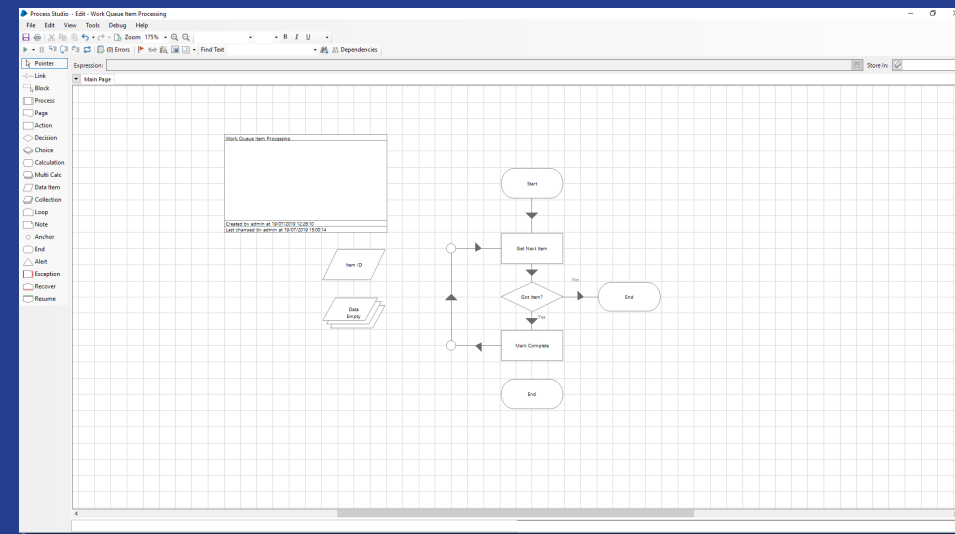 Process Studio - Edit - Work Queue Item Processing
File Edit View Tools Debug Help
Zoom 175% B I U
(0) Errors Find Text Dependencies
Pointer
Expression:
Store In:
Link
Main Page
Block
Process
Page
Action
Decision
Choice
Calculation
Multi Calc
Data Item
Collection
Loop
Note
Anchor
End
Alert
Exception
Recover
Resume
Work Queue Item Processing
Created by admin at 19/07/2019 12:26:10
Last changed by admin at 19/07/2019 15:00:14
Item ID
Data
Empty
Start
Get Next Item
Got Item?
No
End
Yes
Mark Complete
End